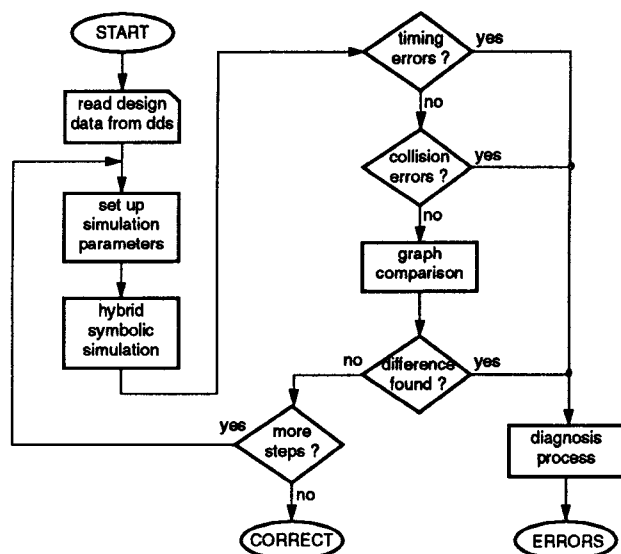 START
read design
data from dds
set up
simulation
parameters
hybrid
symbolic
simulation
timing
errors ?
yes
no
collision
errors ?
yes
no
graph
comparison
difference
found ?
no
yes
more
steps ?
yes
no
CORRECT
diagnosis
process
ERRORS